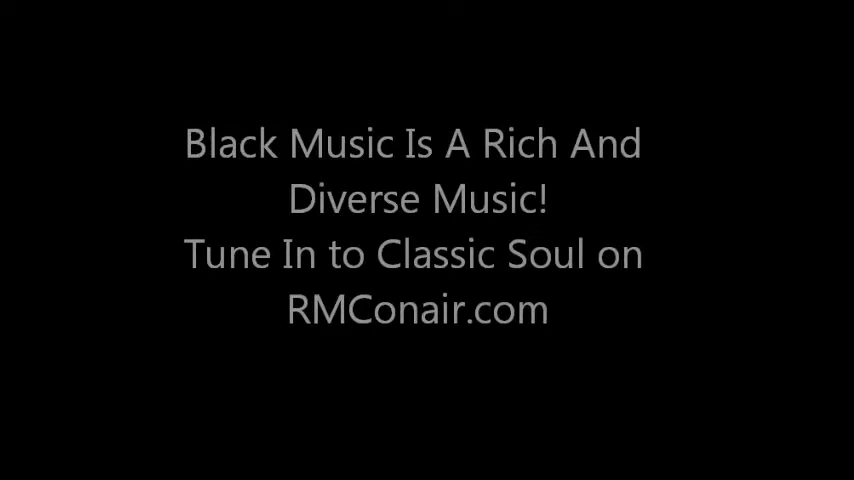 Black Music Is A Rich And
Diverse Music!
Tune In to Classic Soul on
RMConair.com